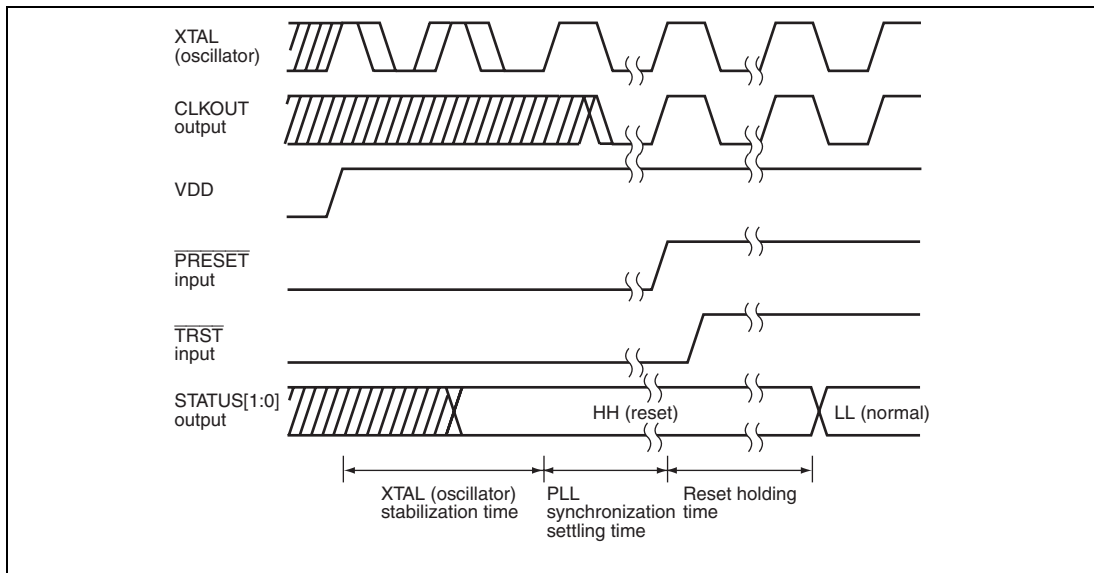 XTAL
(oscillator)
CLKOUT
output
VDD
PRESET
input
TRST
input
STATUS[1:0]
output
HH (reset)
LL (normal)
XTAL (oscillator)
stabilization time
PLL
synchronization
settling time
Reset holding
time